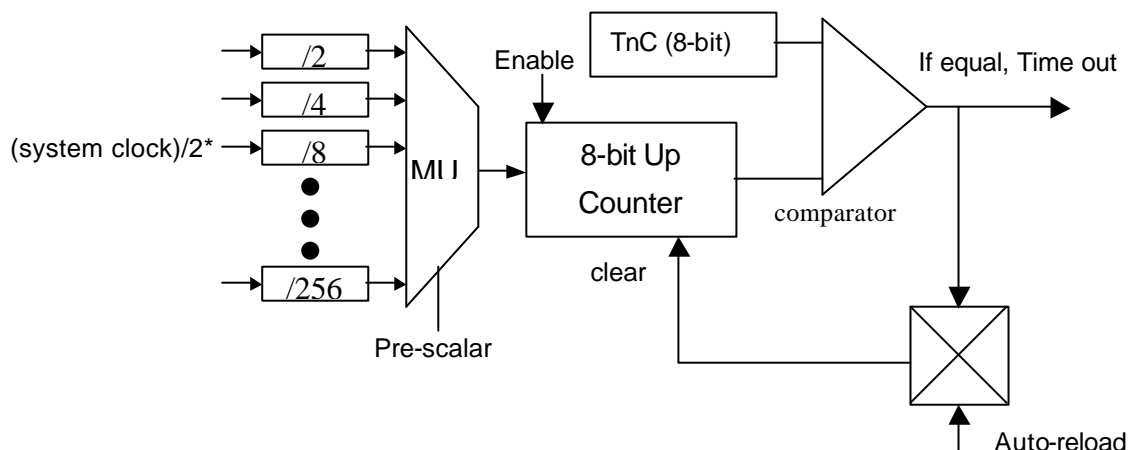 /2
TnC (8-bit)
Enable
If equal, Time out
/4
(system clock)/2*
/8
MU
8-bit Up
Counter
comparator
clear
/256
Pre-scalar
Auto-reload